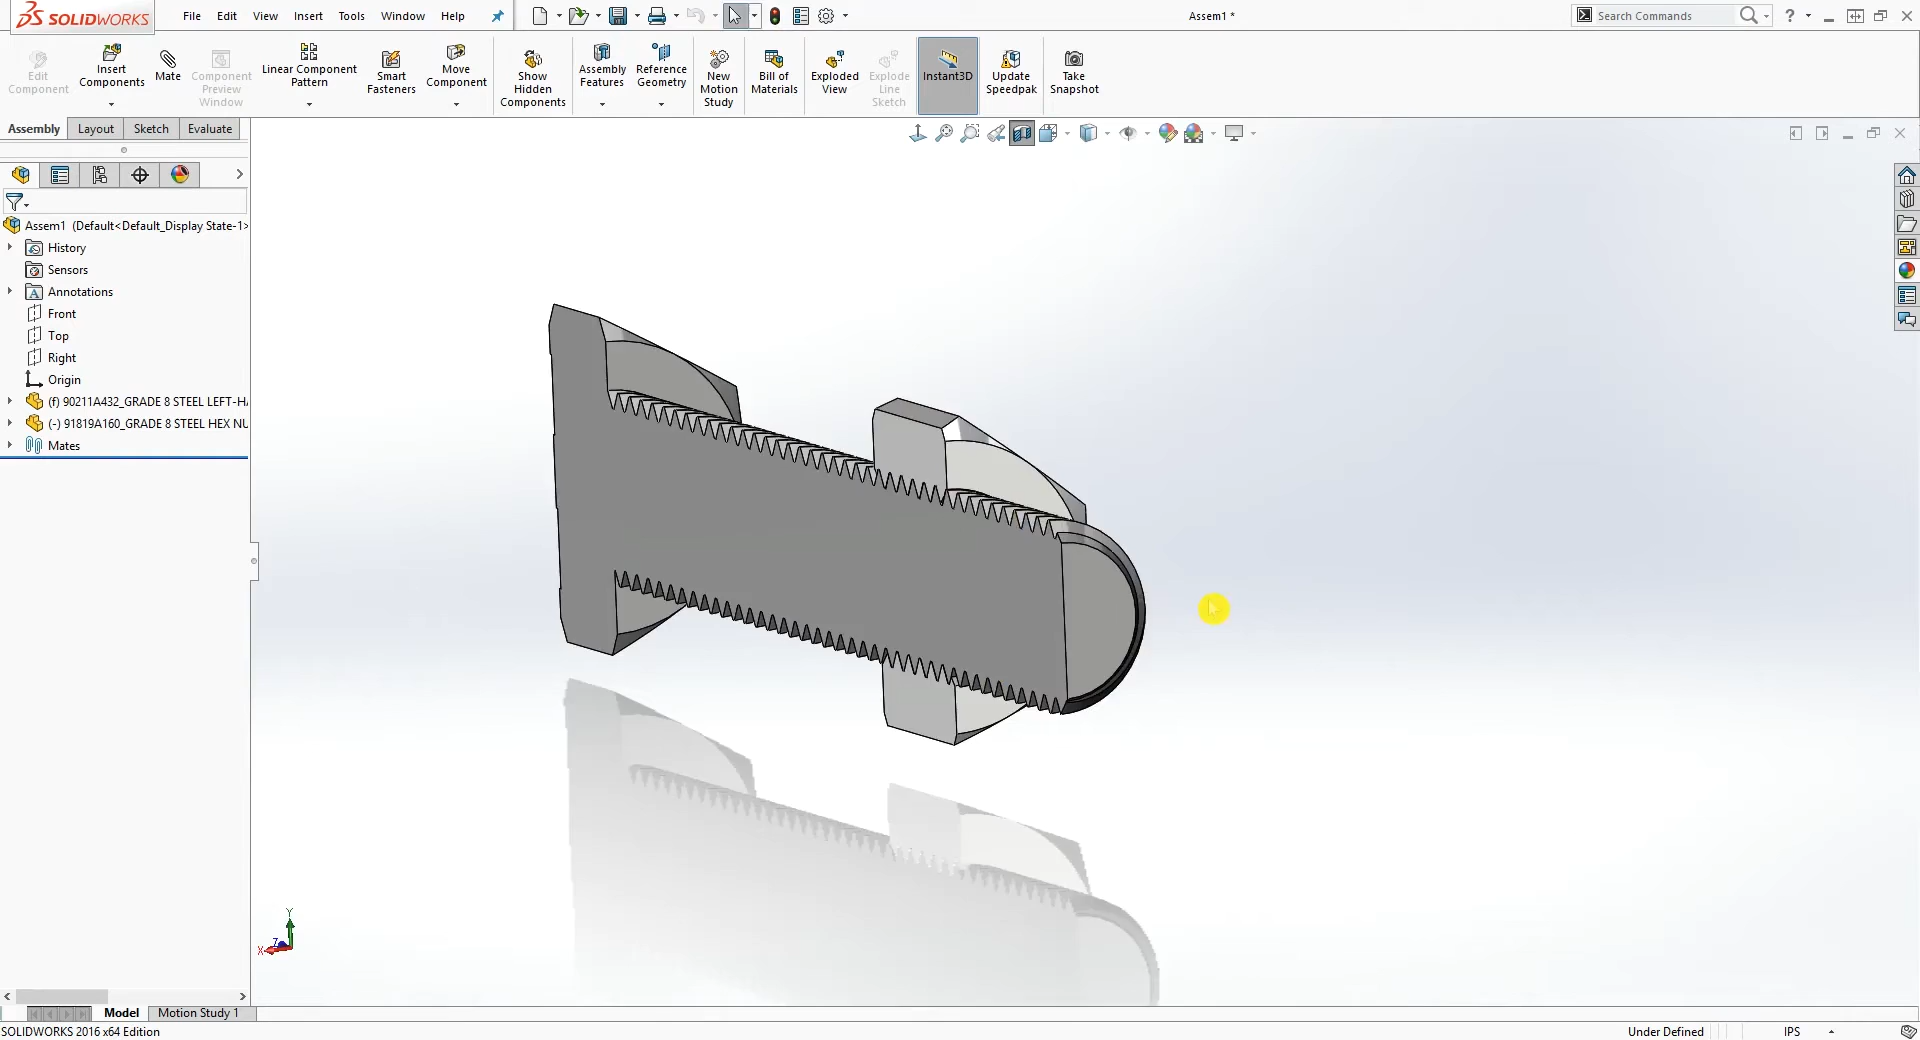 SOLIDWORKS
File Edit View Insert Tools Window Help
Assem1 *
Search Commands
Edit Component
Insert Components
Mate
Component Preview Window
Linear Component Pattern
Smart Fasteners
Move Component
Show Hidden Components
Assembly Features
Reference Geometry
New Motion Study
Bill of Materials
Exploded View
Explode Line Sketch
Instant3D
Update Speedpak
Take Snapshot
Assembly Layout Sketch Evaluate
Assem1 (Default<Default_Display State-1>
History
Sensors
Annotations
Front
Top
Right
Origin
(f) 90211A432_GRADE 8 STEEL LEFT-HA
(-) 91819A160_GRADE 8 STEEL HEX NU
Mates
Y
Z
X
Model Motion Study 1
SOLIDWORKS 2016 x64 Edition
Under Defined
IPS